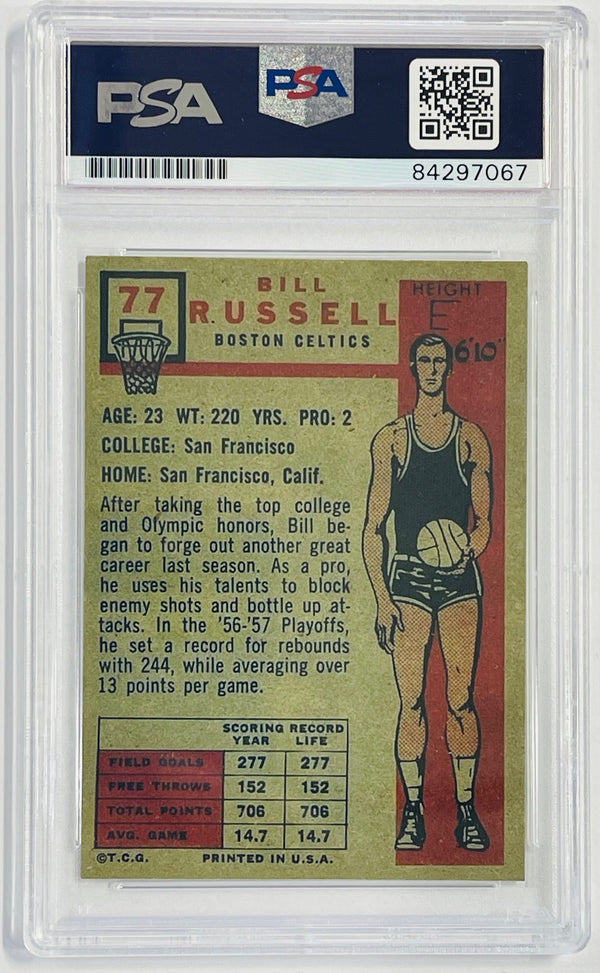 PSA
PSA
84297067
77
BILL
RUSSELL
BOSTON CELTICS
HEIGHT
E
6'10"
AGE: 23 WT: 220 YRS. PRO: 2
COLLEGE: San Francisco
HOME: San Francisco, Calif.
After taking the top college
and Olympic honors, Bill be-
gan to forge out another great
career last season. As a pro,
he uses his talents to block
enemy shots and bottle up at-
tacks. In the '56-'57 Playoffs,
he set a record for rebounds
with 244, while averaging over
13 points per game.
SCORING RECORD
YEAR LIFE
FIELD GOALS 277 277
FREE THROWS 152 152
TOTAL POINTS 706 706
AVG. GAME 14.7 14.7
©T.C.G. PRINTED IN U.S.A.